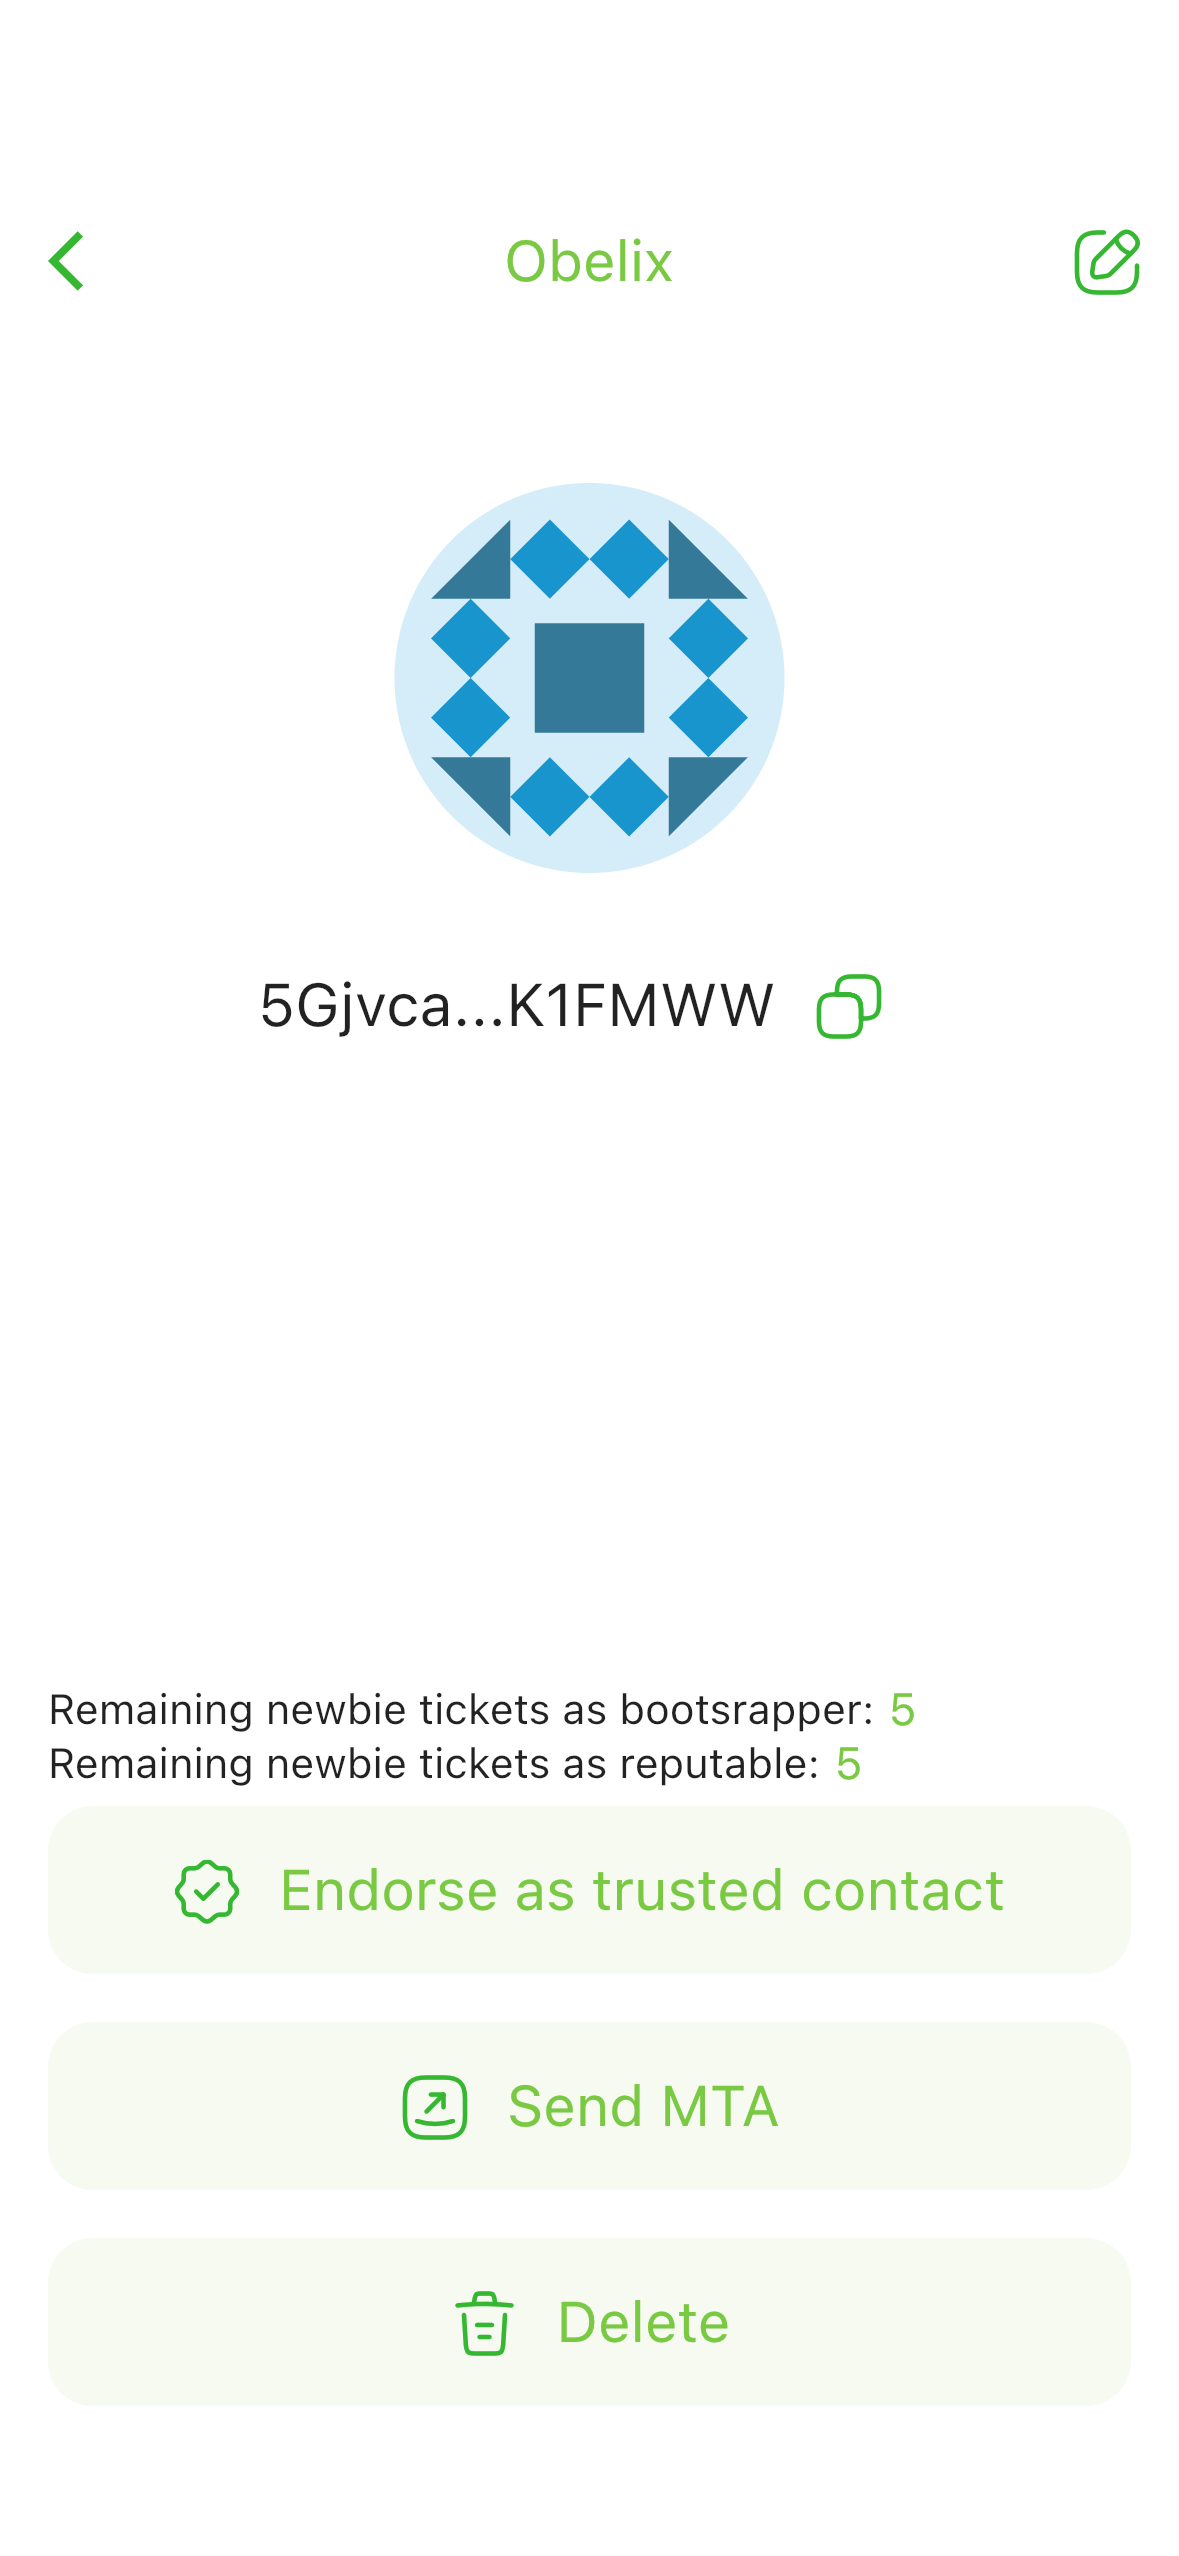 Obelix
5Gjvca...K1FMWW
Remaining newbie tickets as bootsrapper: 5
Remaining newbie tickets as reputable: 5
Endorse as trusted contact
Send MTA
Delete